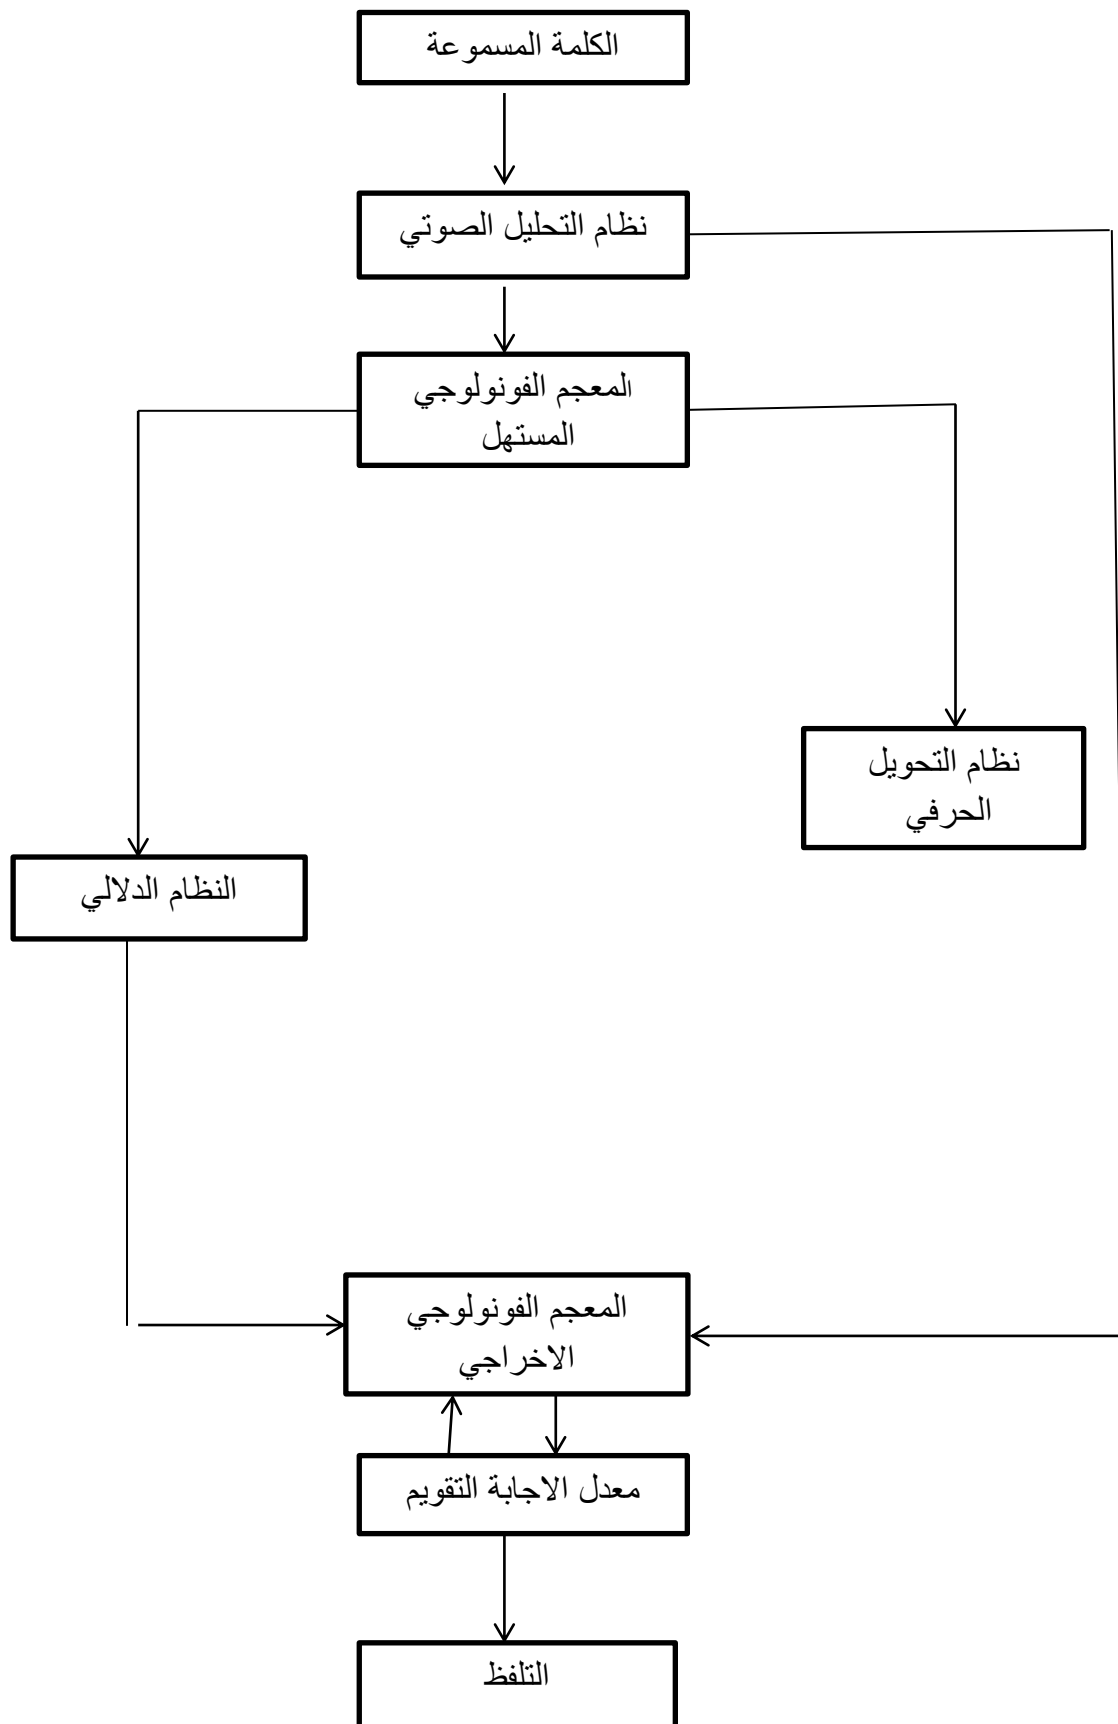 الكلمة المسموعة
نظام التحليل الصوتي
المعجم الفونولوجي
المستهل
نظام التحويل
الحرفي
النظام الدلالي
المعجم الفونولوجي
الاخراجي
معدل الاجابة التقويم
التلفظ